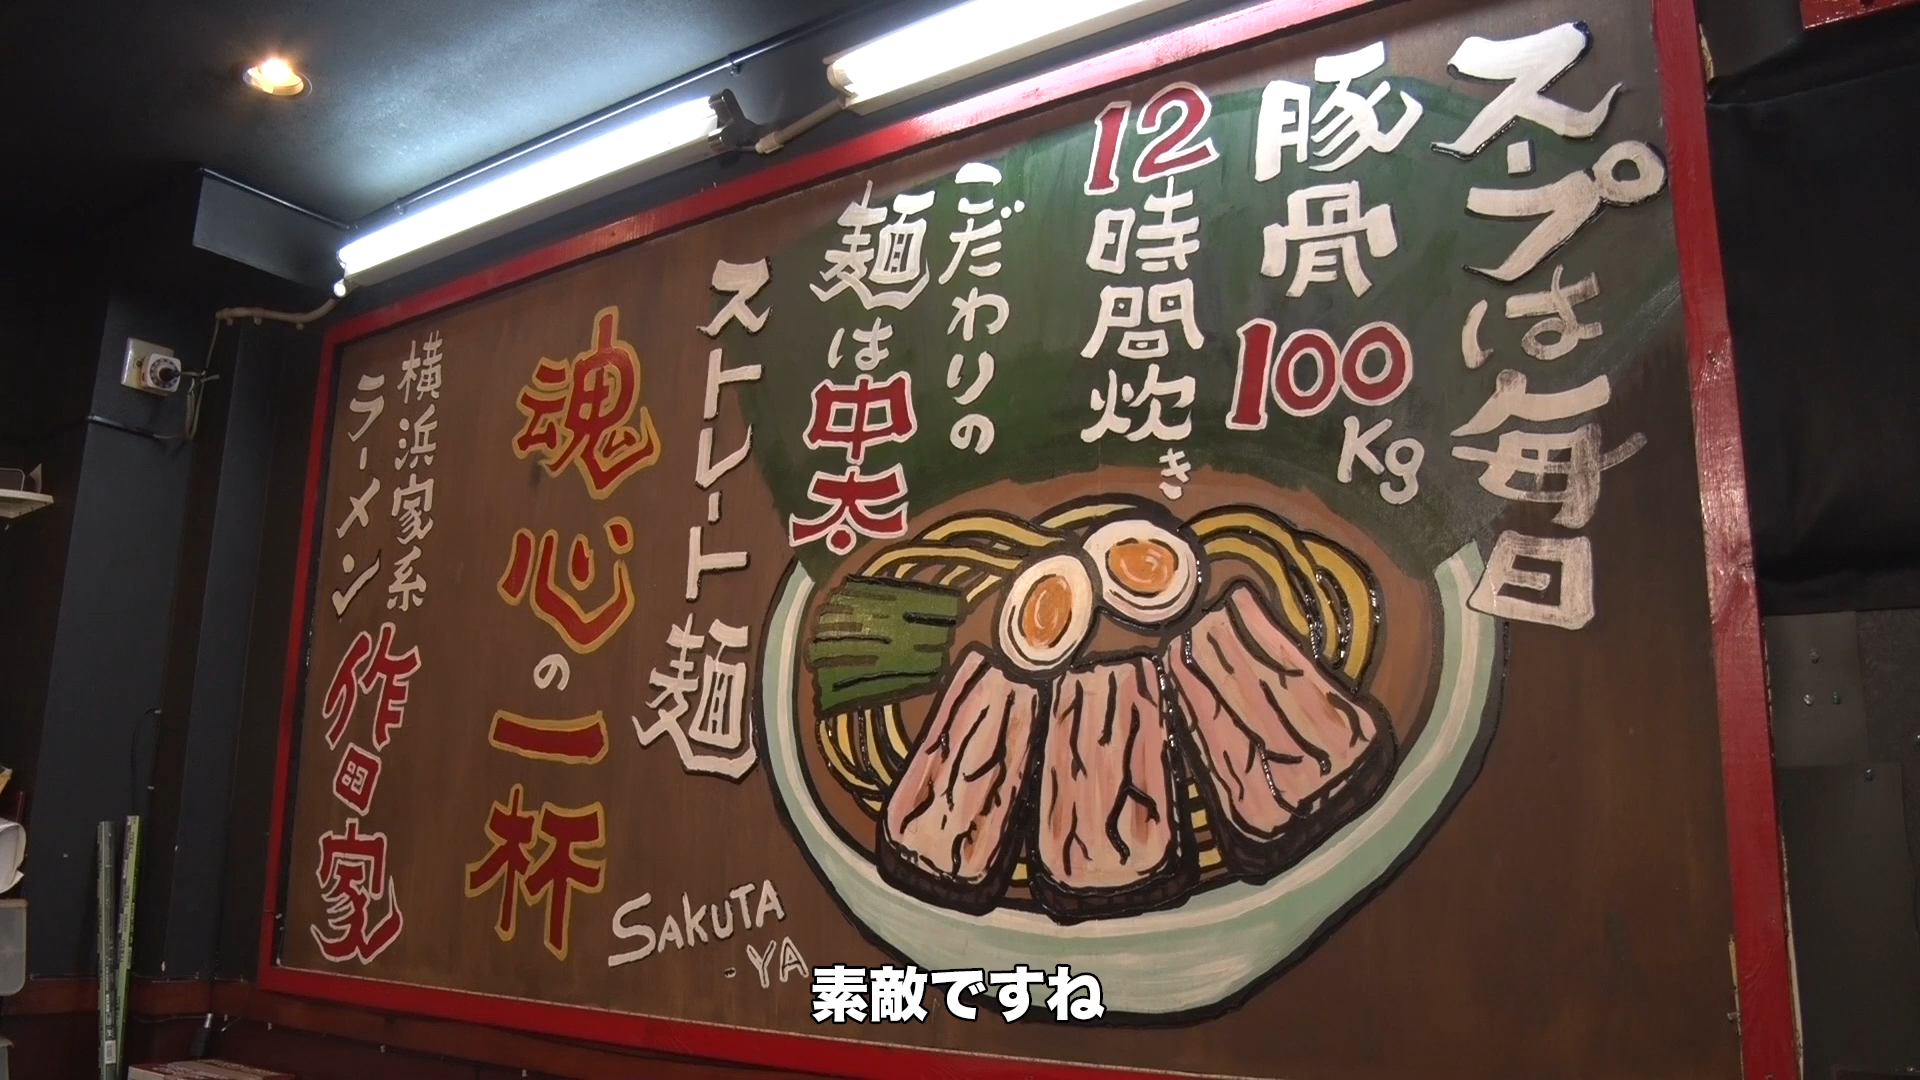 スープは毎日
豚骨100Kg
12時間炊き
こだわりの
麺は中太
ストレート麺
魂心の一杯
横浜家系
ラーメン作田家
SAKUTA
-YA
素敵ですね